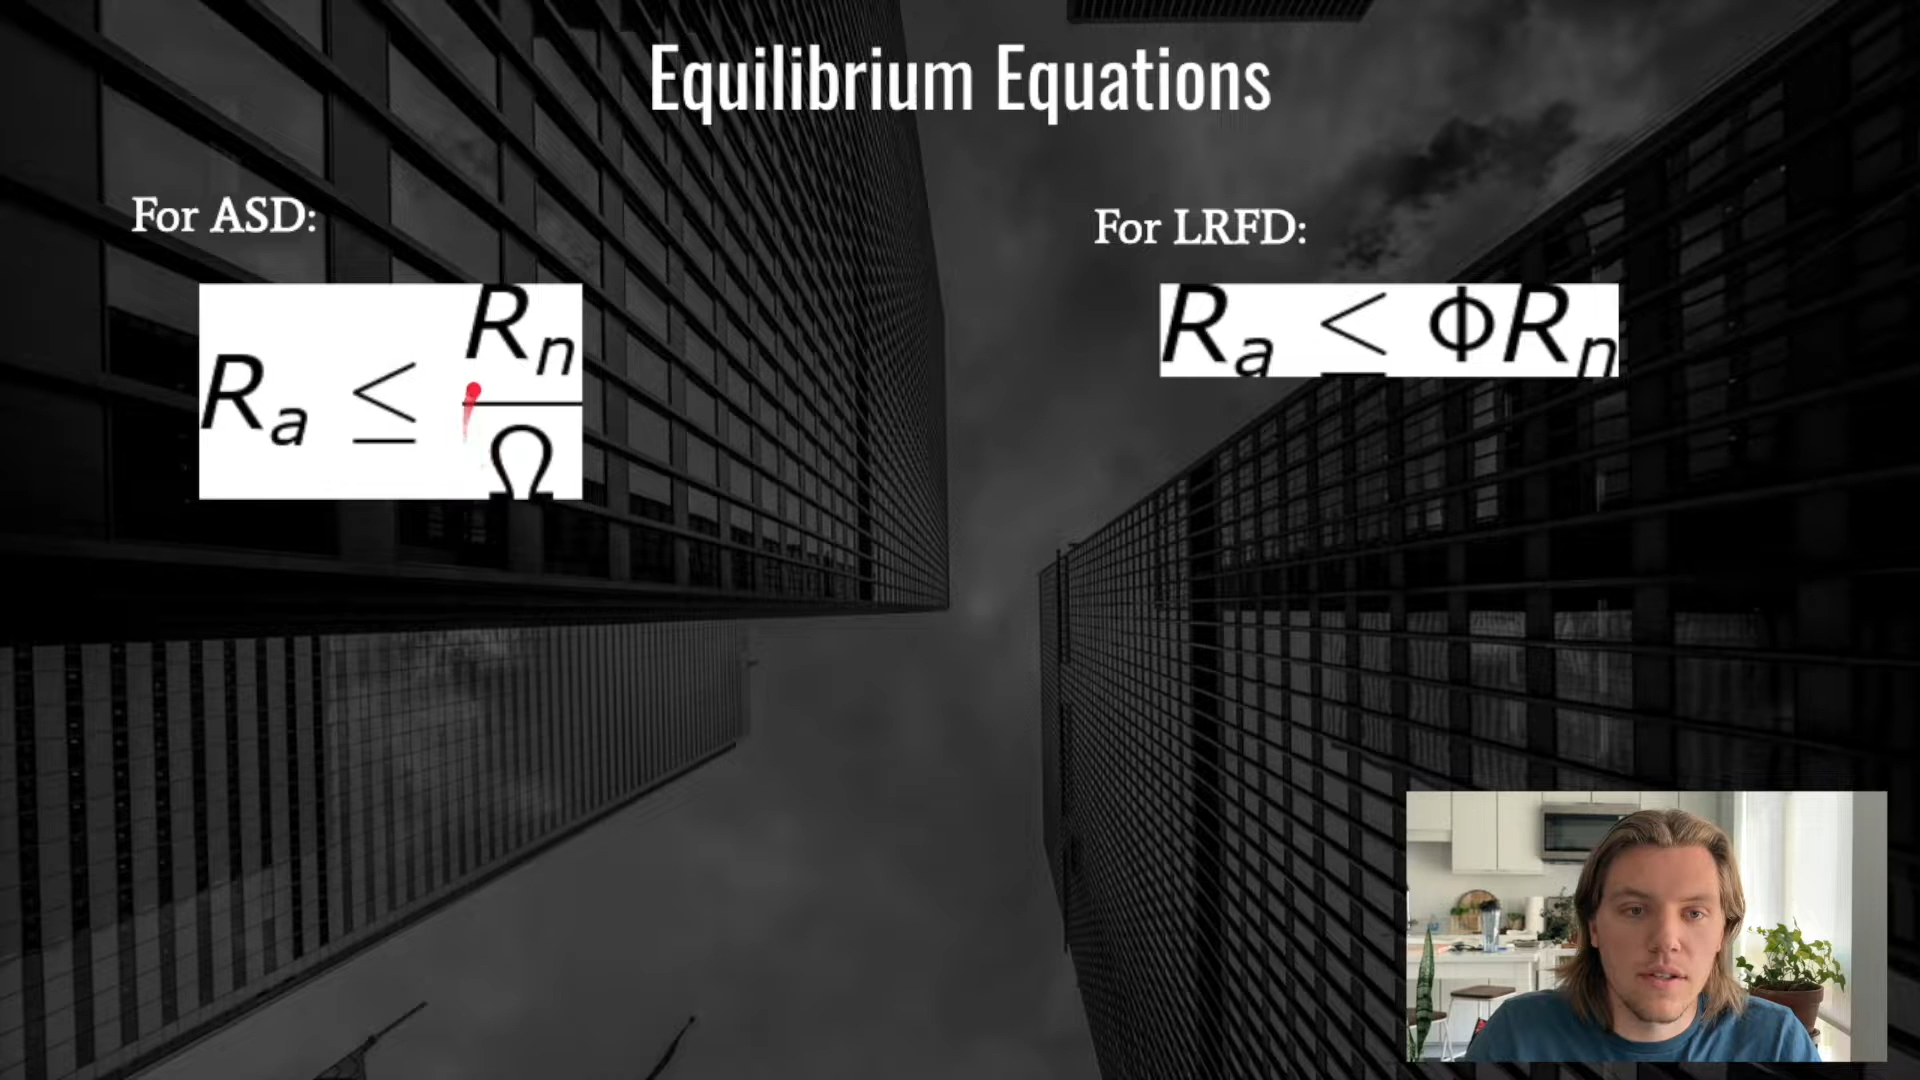 Equilibrium Equations
For ASD:
R_a ≤ R_n / Ω
For LRFD:
R_a ≤ ΦR_n